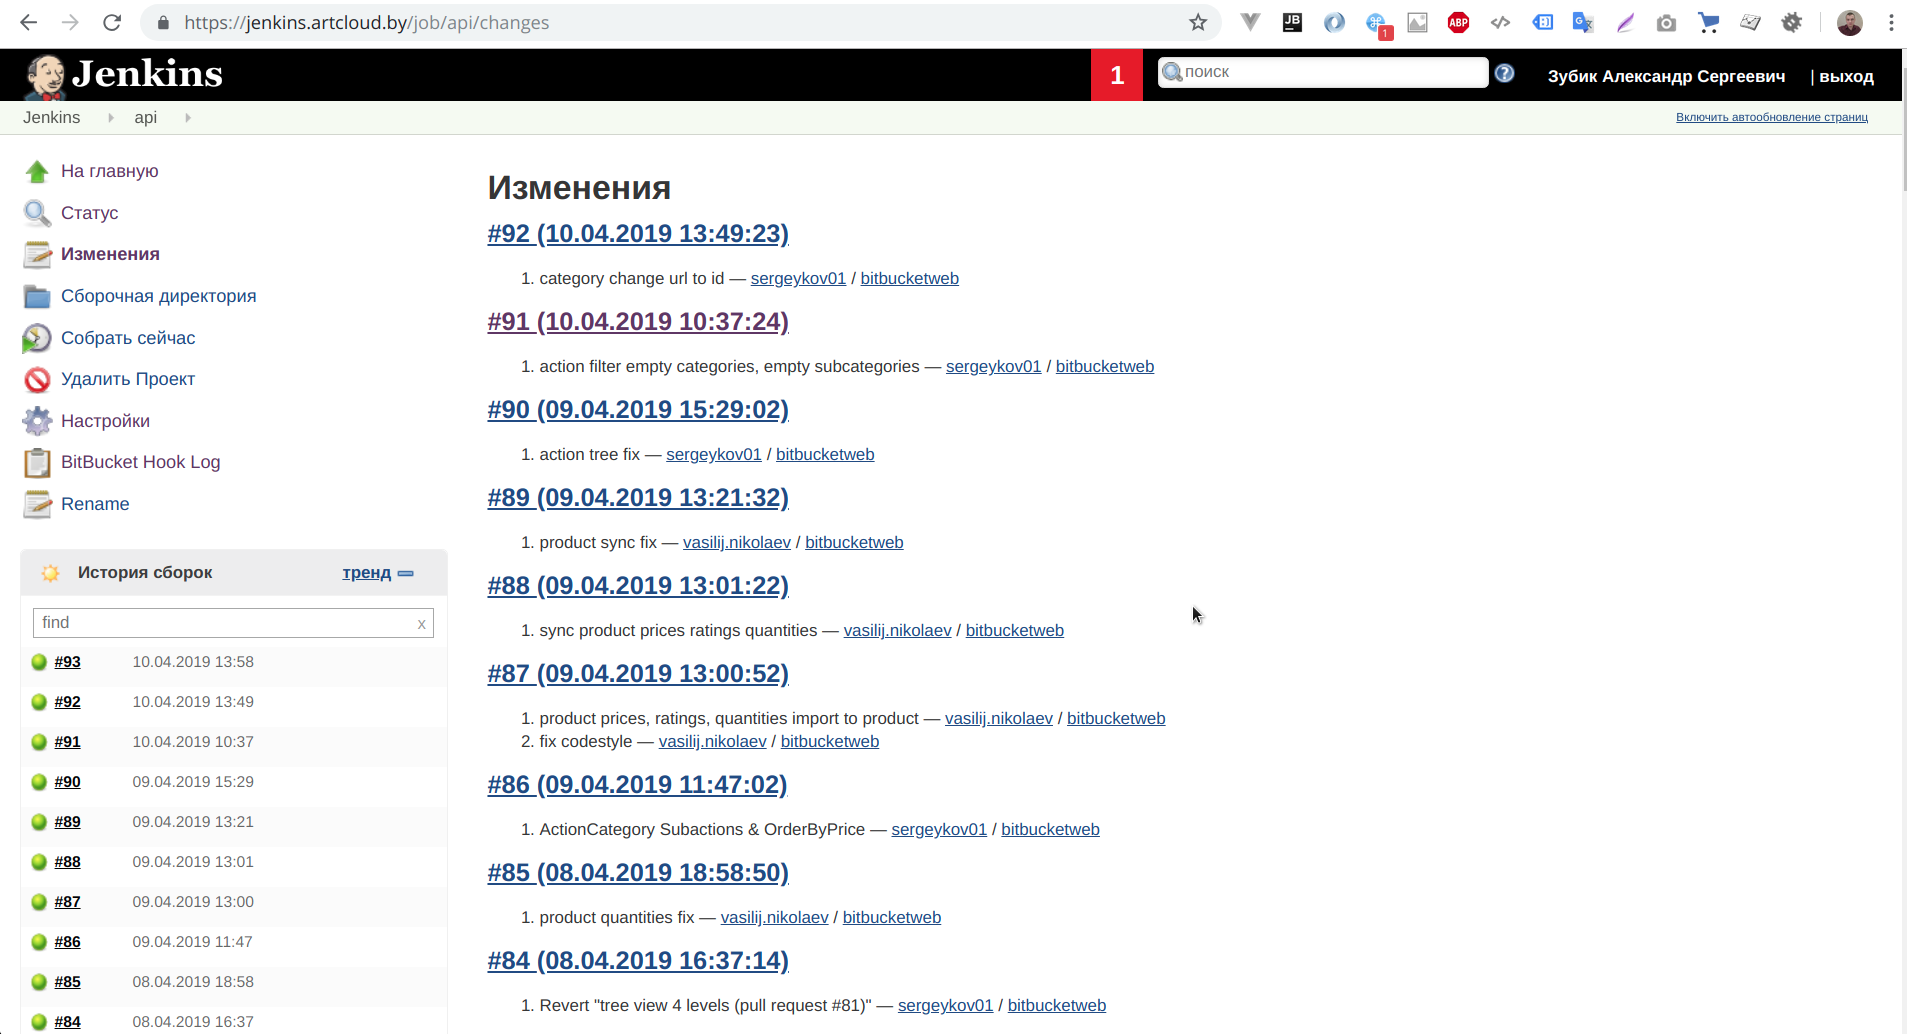 https://jenkins.artcloud.by/job/api/changes
JB
1
ABP
Jenkins
1
поиск
?
Зубик Александр Сергеевич
| выход
Jenkins
api
Включить автообновление страниц
На главную
Статус
Изменения
Сборочная директория
Собрать сейчас
Удалить Проект
Настройки
BitBucket Hook Log
Rename
История сборок
тренд
find
x
#93 10.04.2019 13:58
#92 10.04.2019 13:49
#91 10.04.2019 10:37
#90 09.04.2019 15:29
#89 09.04.2019 13:21
#88 09.04.2019 13:01
#87 09.04.2019 13:00
#86 09.04.2019 11:47
#85 08.04.2019 18:58
#84 08.04.2019 16:37
Изменения
#92 (10.04.2019 13:49:23)
1. category change url to id — sergeykov01 / bitbucketweb
#91 (10.04.2019 10:37:24)
1. action filter empty categories, empty subcategories — sergeykov01 / bitbucketweb
#90 (09.04.2019 15:29:02)
1. action tree fix — sergeykov01 / bitbucketweb
#89 (09.04.2019 13:21:32)
1. product sync fix — vasilij.nikolaev / bitbucketweb
#88 (09.04.2019 13:01:22)
1. sync product prices ratings quantities — vasilij.nikolaev / bitbucketweb
#87 (09.04.2019 13:00:52)
1. product prices, ratings, quantities import to product — vasilij.nikolaev / bitbucketweb
2. fix codestyle — vasilij.nikolaev / bitbucketweb
#86 (09.04.2019 11:47:02)
1. ActionCategory Subactions & OrderByPrice — sergeykov01 / bitbucketweb
#85 (08.04.2019 18:58:50)
1. product quantities fix — vasilij.nikolaev / bitbucketweb
#84 (08.04.2019 16:37:14)
1. Revert "tree view 4 levels (pull request #81)" — sergeykov01 / bitbucketweb